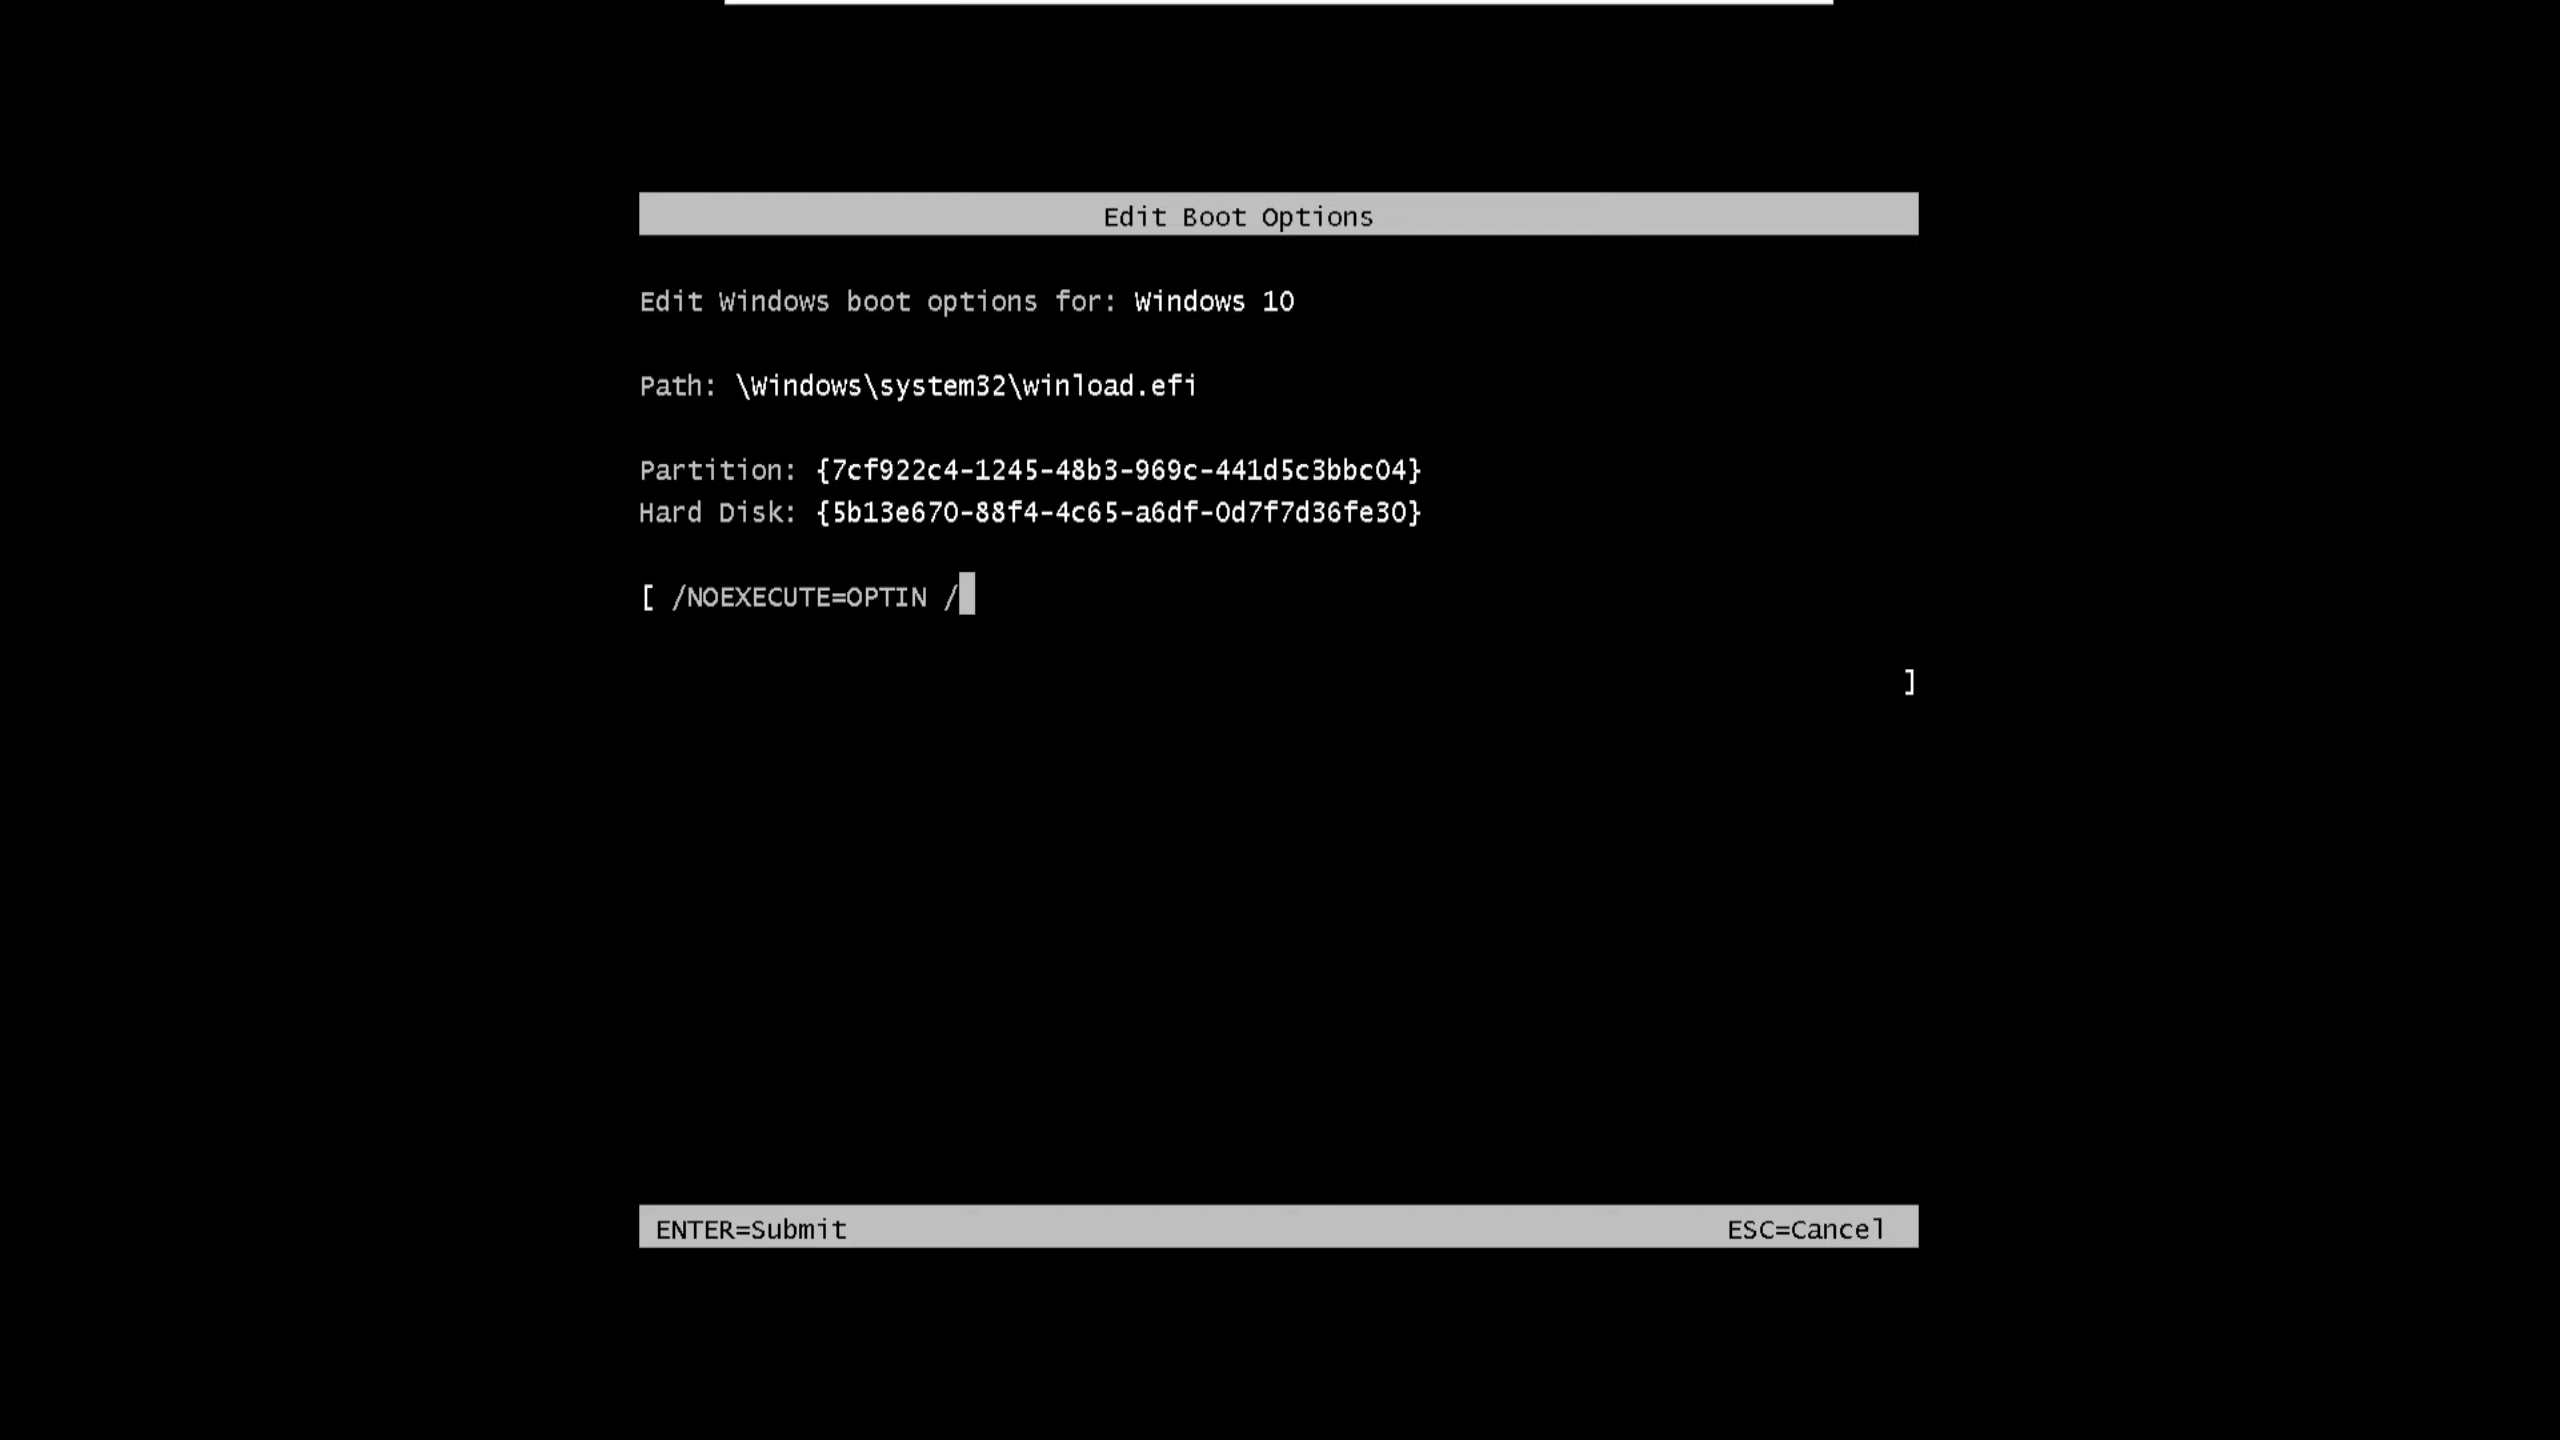 Edit Boot Options
Edit Windows boot options for: Windows 10
Path: \Windows\system32\winload.efi
Partition: {7cf922c4-1245-48b3-969c-441d5c3bbc04}
Hard Disk: {5b13e670-88f4-4c65-a6df-0d7f7d36fe30}
[ /NOEXECUTE=OPTIN /
]
ENTER=Submit ESC=Cancel